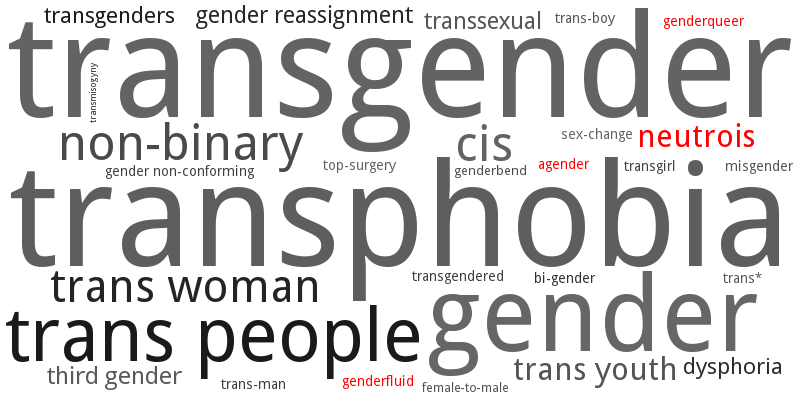 transgenders
gender reassignment
transsexual
trans-boy
genderqueer
transgender
transmisogyny
non-binary
cis
sex-change
neutrois
gender non-conforming
top-surgery
genderbend
agender
transgirl
misgender
transphobia
trans woman
transgendered
bi-gender
trans*
trans people
gender
third gender
trans-man
genderfluid
female-to-male
trans youth
dysphoria